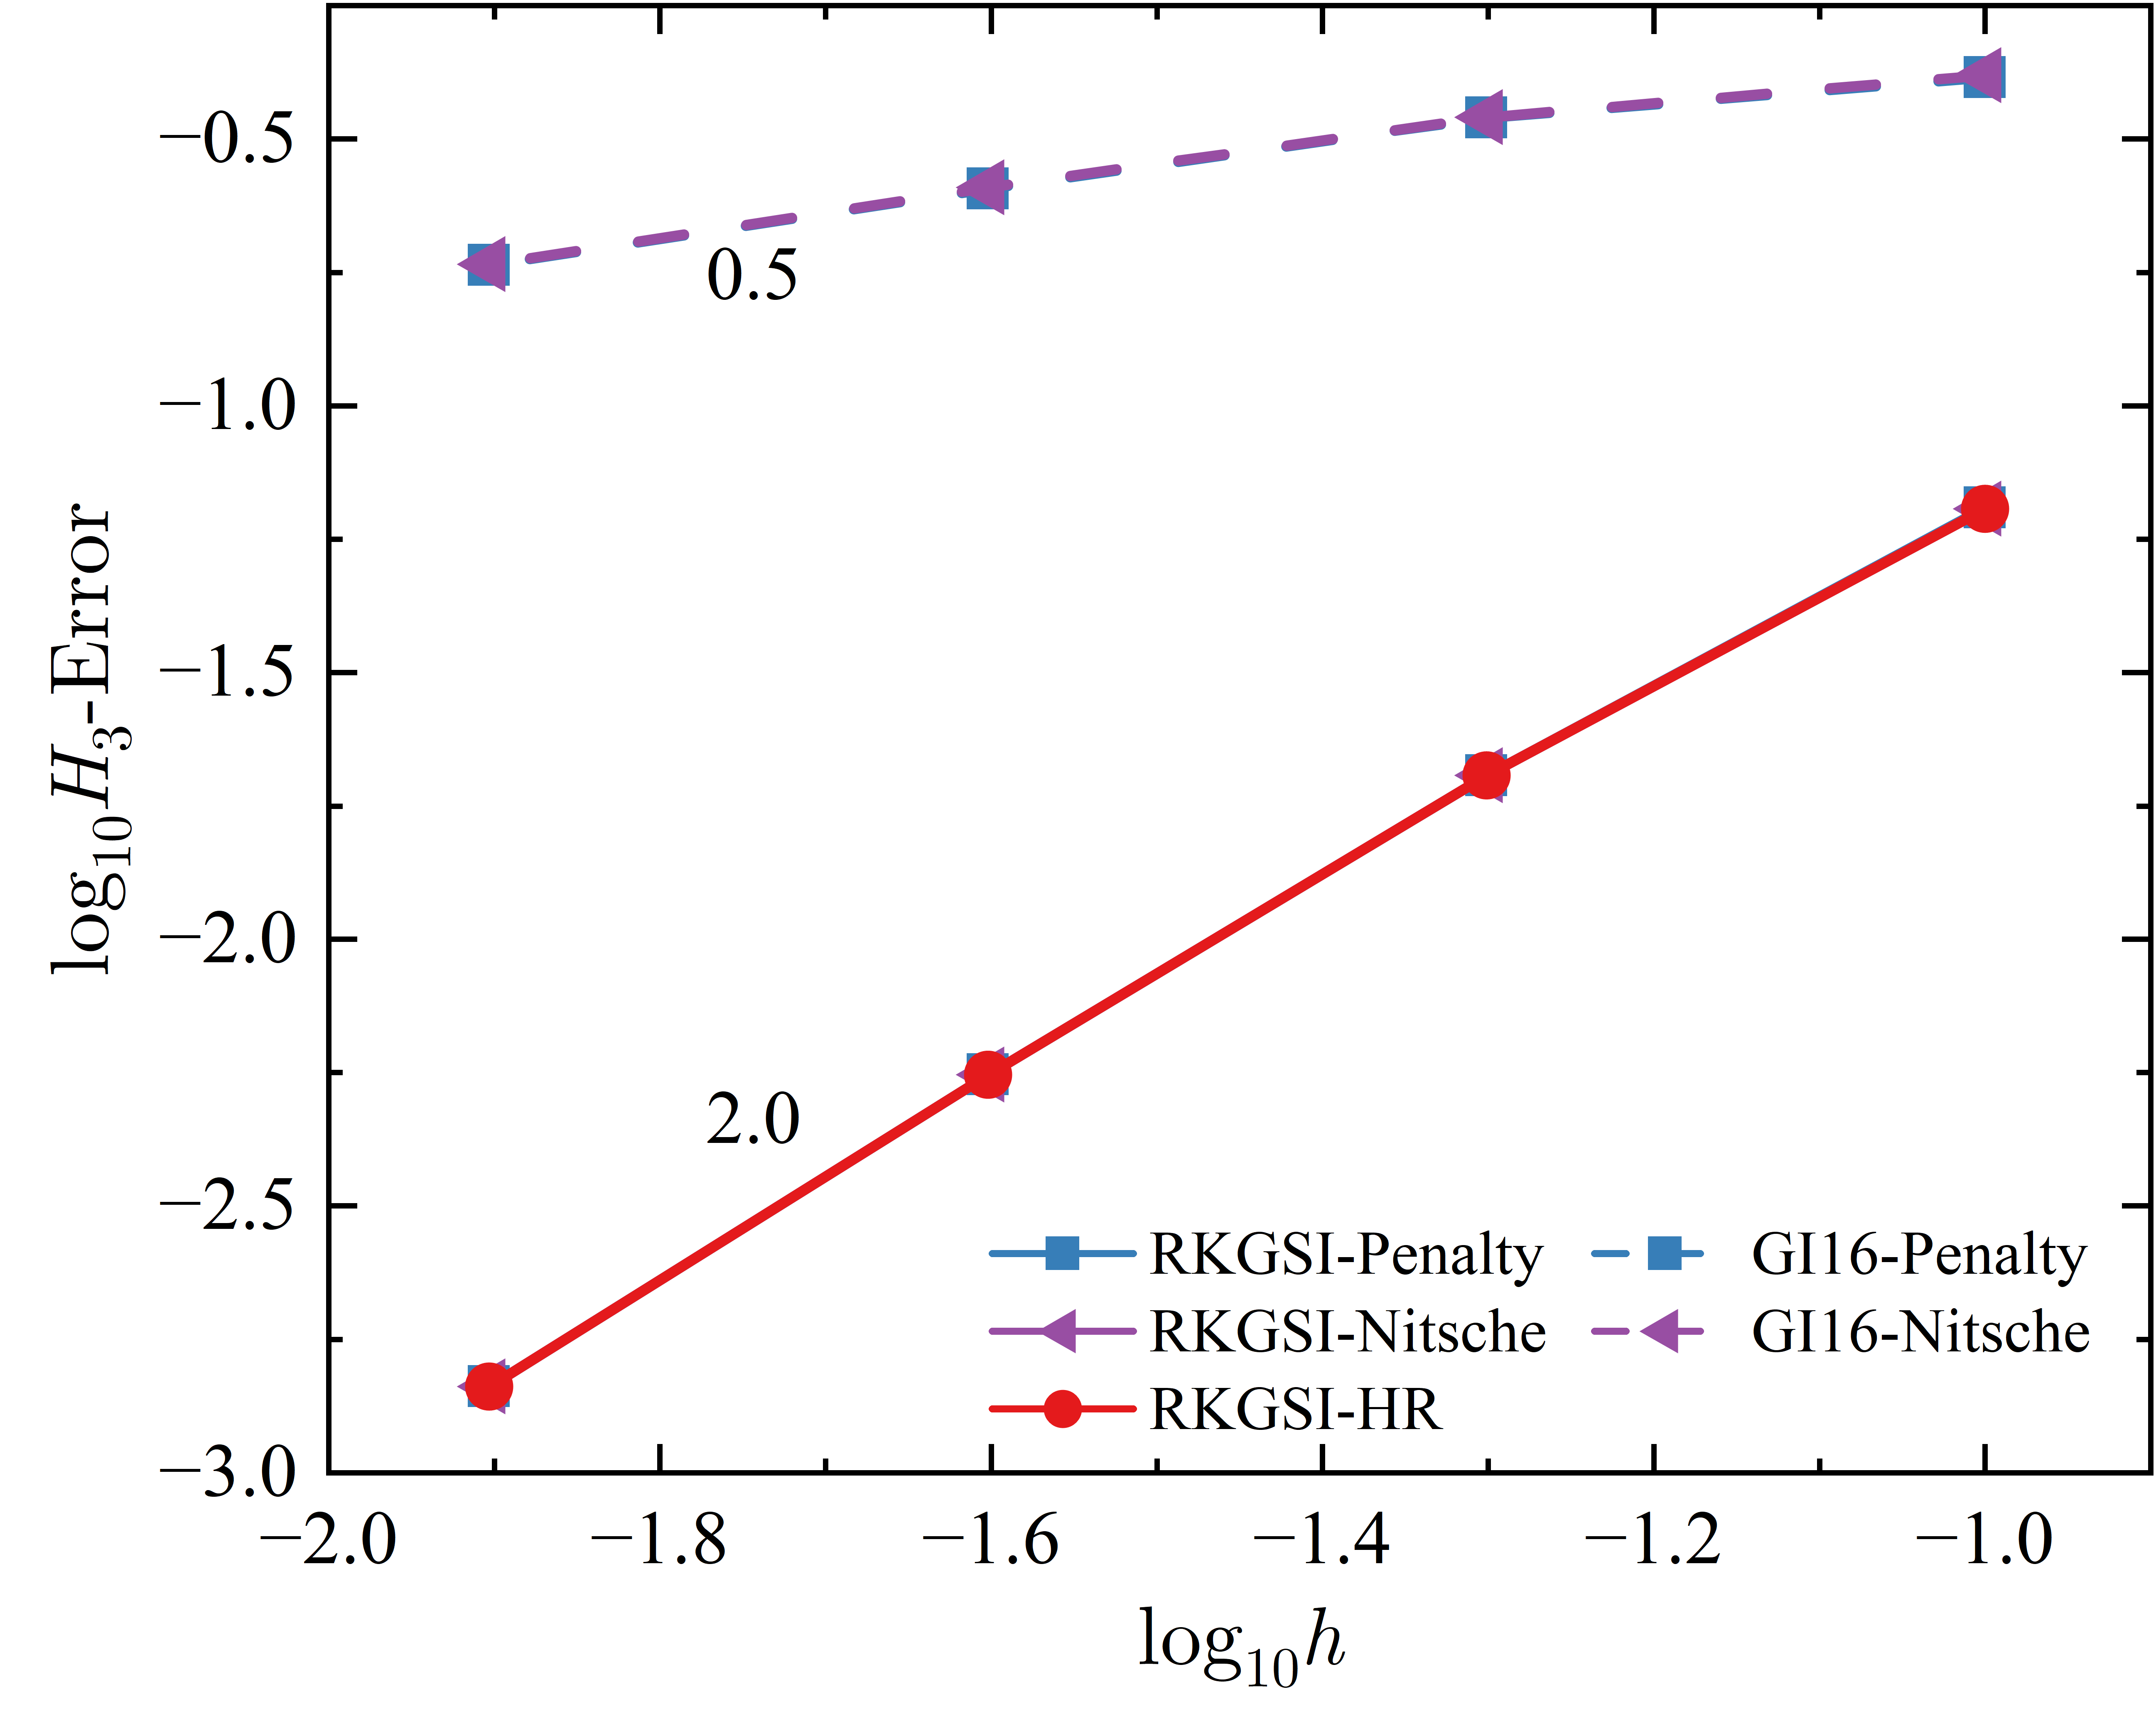 log₁₀H₃-Error
−0.5
−1.0
−1.5
−2.0
−2.5
−3.0
0.5
2.0
RKGSI-Penalty
RKGSI-Nitsche
RKGSI-HR
GI16-Penalty
GI16-Nitsche
−2.0 −1.8 −1.6 −1.4 −1.2 −1.0
log₁₀h